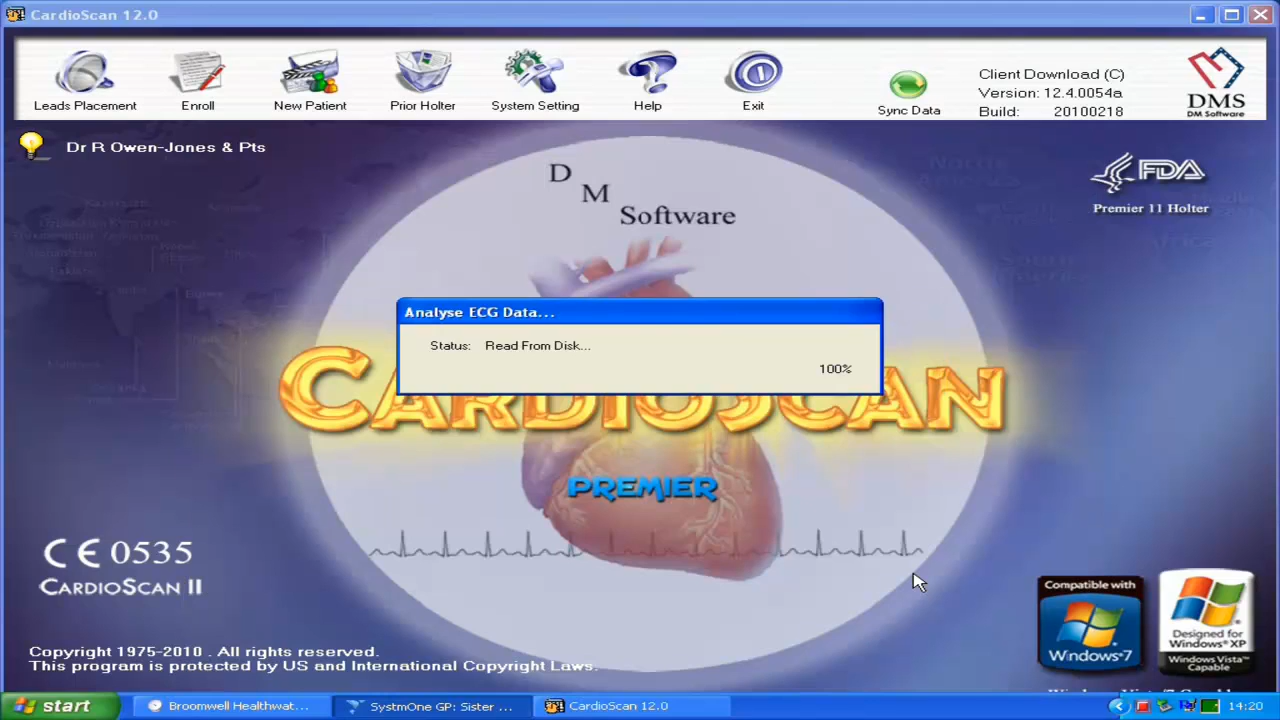 CardioScan 12.0
Leads Placement
Enroll
New Patient
Prior Holter
System Setting
Help
Exit
Sync Data
Client Download (C)
Version: 12.4.0054a
Build: 20100218
DMS
DM Software
Dr R Owen-Jones & Pts
D
M
Software
FDA
Premier 11 Holter
Analyse ECG Data...
Status: Read From Disk...
100%
CARDIOSCAN
PREMIER
CE 0535
CARDIOSCAN II
Compatible with
Windows 7
Designed for
Windows XP
Windows Vista™
Capable
Copyright 1975-2010 . All rights reserved.
This program is protected by US and International Copyright Laws.
start
Broomwell Healthwat...
SystmOne GP: Sister ...
CardioScan 12.0
14:20